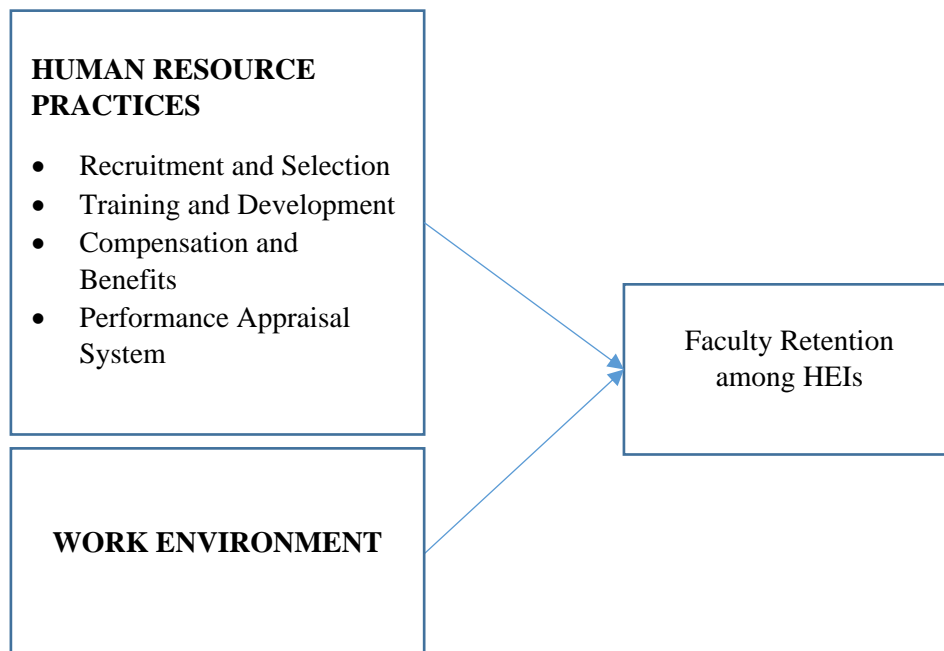 HUMAN RESOURCE
PRACTICES
• Recruitment and Selection
• Training and Development
• Compensation and
Benefits
• Performance Appraisal
System
Faculty Retention
among HEIs
WORK ENVIRONMENT